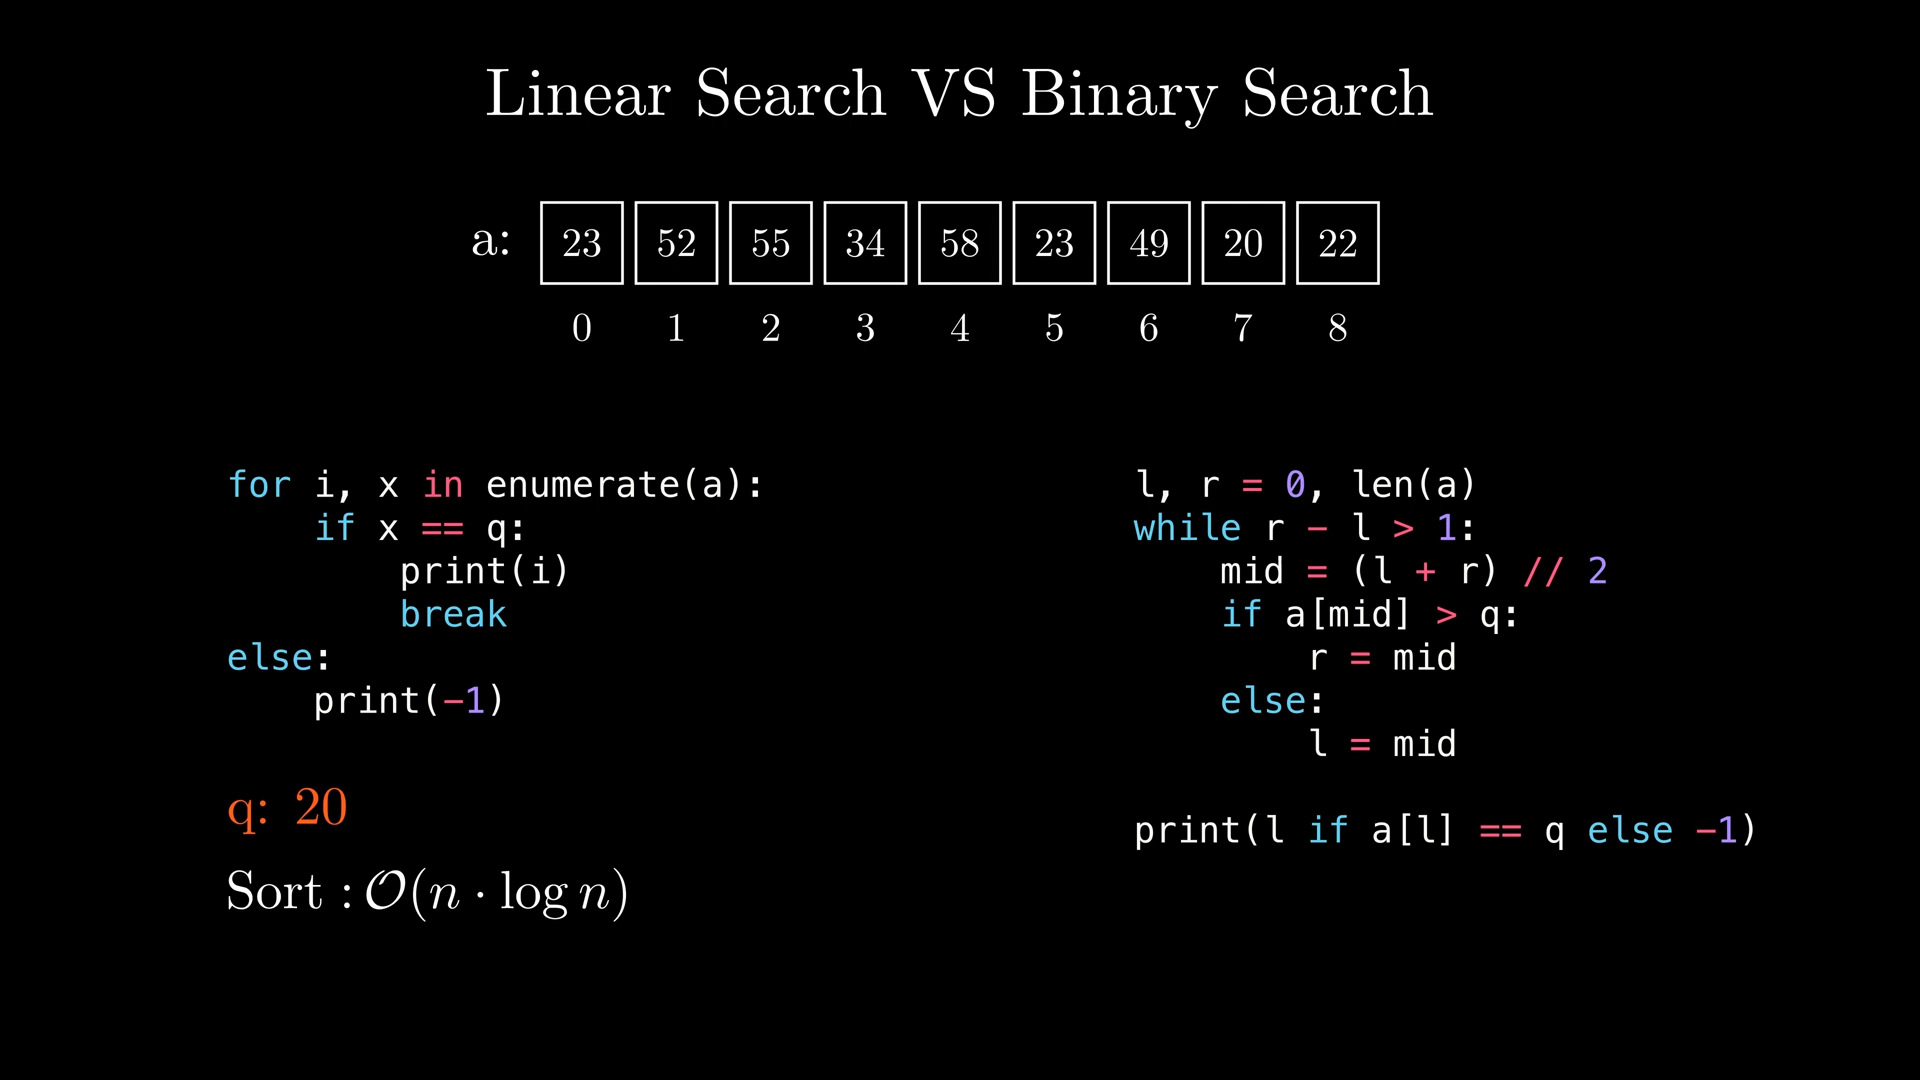 Linear Search VS Binary Search
a: 23 52 55 34 58 23 49 20 22
0 1 2 3 4 5 6 7 8
for i, x in enumerate(a):
    if x == q:
        print(i)
        break
else:
    print(-1)
q: 20
Sort : 𝒪(n · log n)
l, r = 0, len(a)
while r - l > 1:
    mid = (l + r) // 2
    if a[mid] > q:
        r = mid
    else:
        l = mid
print(l if a[l] == q else -1)